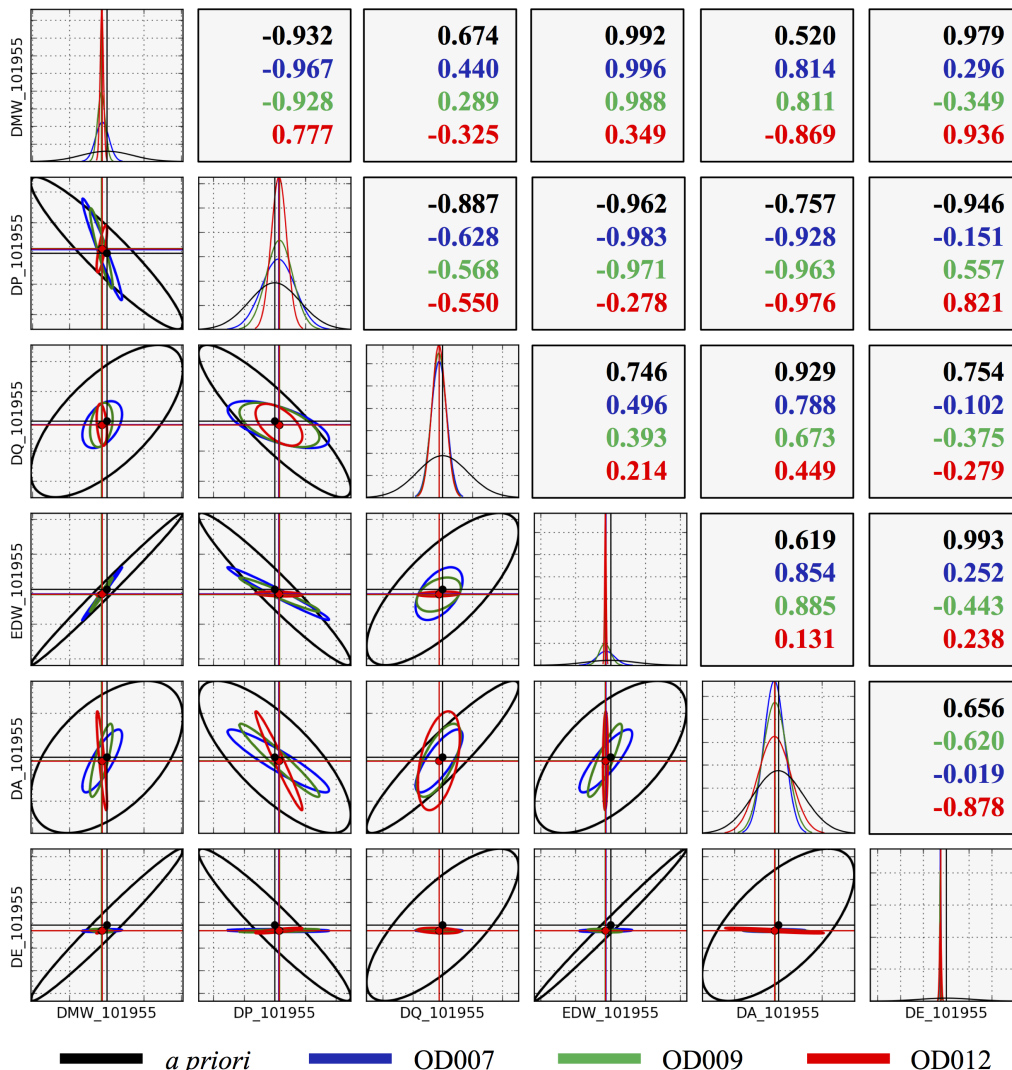 DMW_101955
-0.932 0.674 0.992 0.520 0.979
-0.967 0.440 0.996 0.814 0.296
-0.928 0.289 0.988 0.811 -0.349
0.777 -0.325 0.349 -0.869 0.936
DP_101955
-0.887 -0.962 -0.757 -0.946
-0.628 -0.983 -0.928 -0.151
-0.568 -0.971 -0.963 0.557
-0.550 -0.278 -0.976 0.821
DQ_101955
0.746 0.929 0.754
0.496 0.788 -0.102
0.393 0.673 -0.375
0.214 0.449 -0.279
EDW_101955
0.619 0.993
0.854 0.252
0.885 -0.443
0.131 0.238
DA_101955
0.656
-0.620
-0.019
-0.878
DE_101955
DMW_101955 DP_101955 DQ_101955 EDW_101955 DA_101955 DE_101955
a priori OD007 OD009 OD012